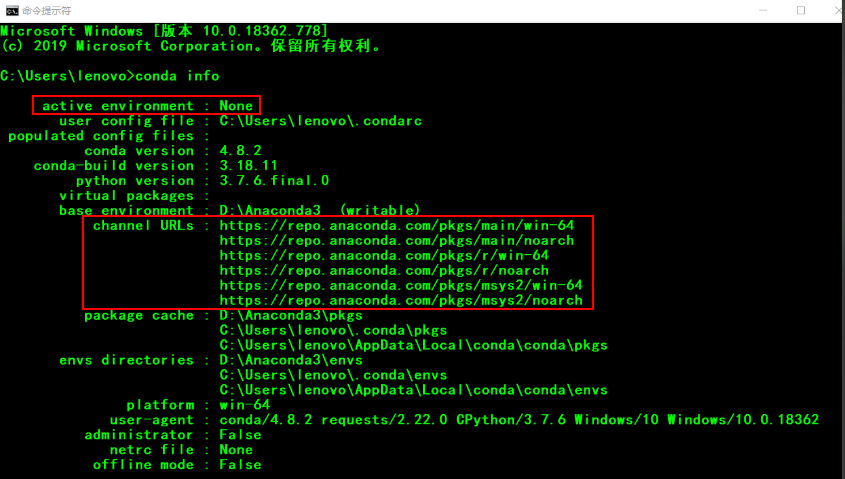 命令提示符
Microsoft Windows [版本 10.0.18362.778]
(c) 2019 Microsoft Corporation。保留所有权利。
C:\Users\lenovo>conda info
active environment : None
user config file : C:\Users\lenovo\.condarc
populated config files :
conda version : 4.8.2
conda-build version : 3.18.11
python version : 3.7.6.final.0
virtual packages :
base environment : D:\Anaconda3  (writable)
channel URLs : https://repo.anaconda.com/pkgs/main/win-64
https://repo.anaconda.com/pkgs/main/noarch
https://repo.anaconda.com/pkgs/r/win-64
https://repo.anaconda.com/pkgs/r/noarch
https://repo.anaconda.com/pkgs/msys2/win-64
https://repo.anaconda.com/pkgs/msys2/noarch
package cache : D:\Anaconda3\pkgs
C:\Users\lenovo\.conda\pkgs
C:\Users\lenovo\AppData\Local\conda\conda\pkgs
envs directories : D:\Anaconda3\envs
C:\Users\lenovo\.conda\envs
C:\Users\lenovo\AppData\Local\conda\conda\envs
platform : win-64
user-agent : conda/4.8.2 requests/2.22.0 CPython/3.7.6 Windows/10 Windows/10.0.18362
administrator : False
netrc file : None
offline mode : False